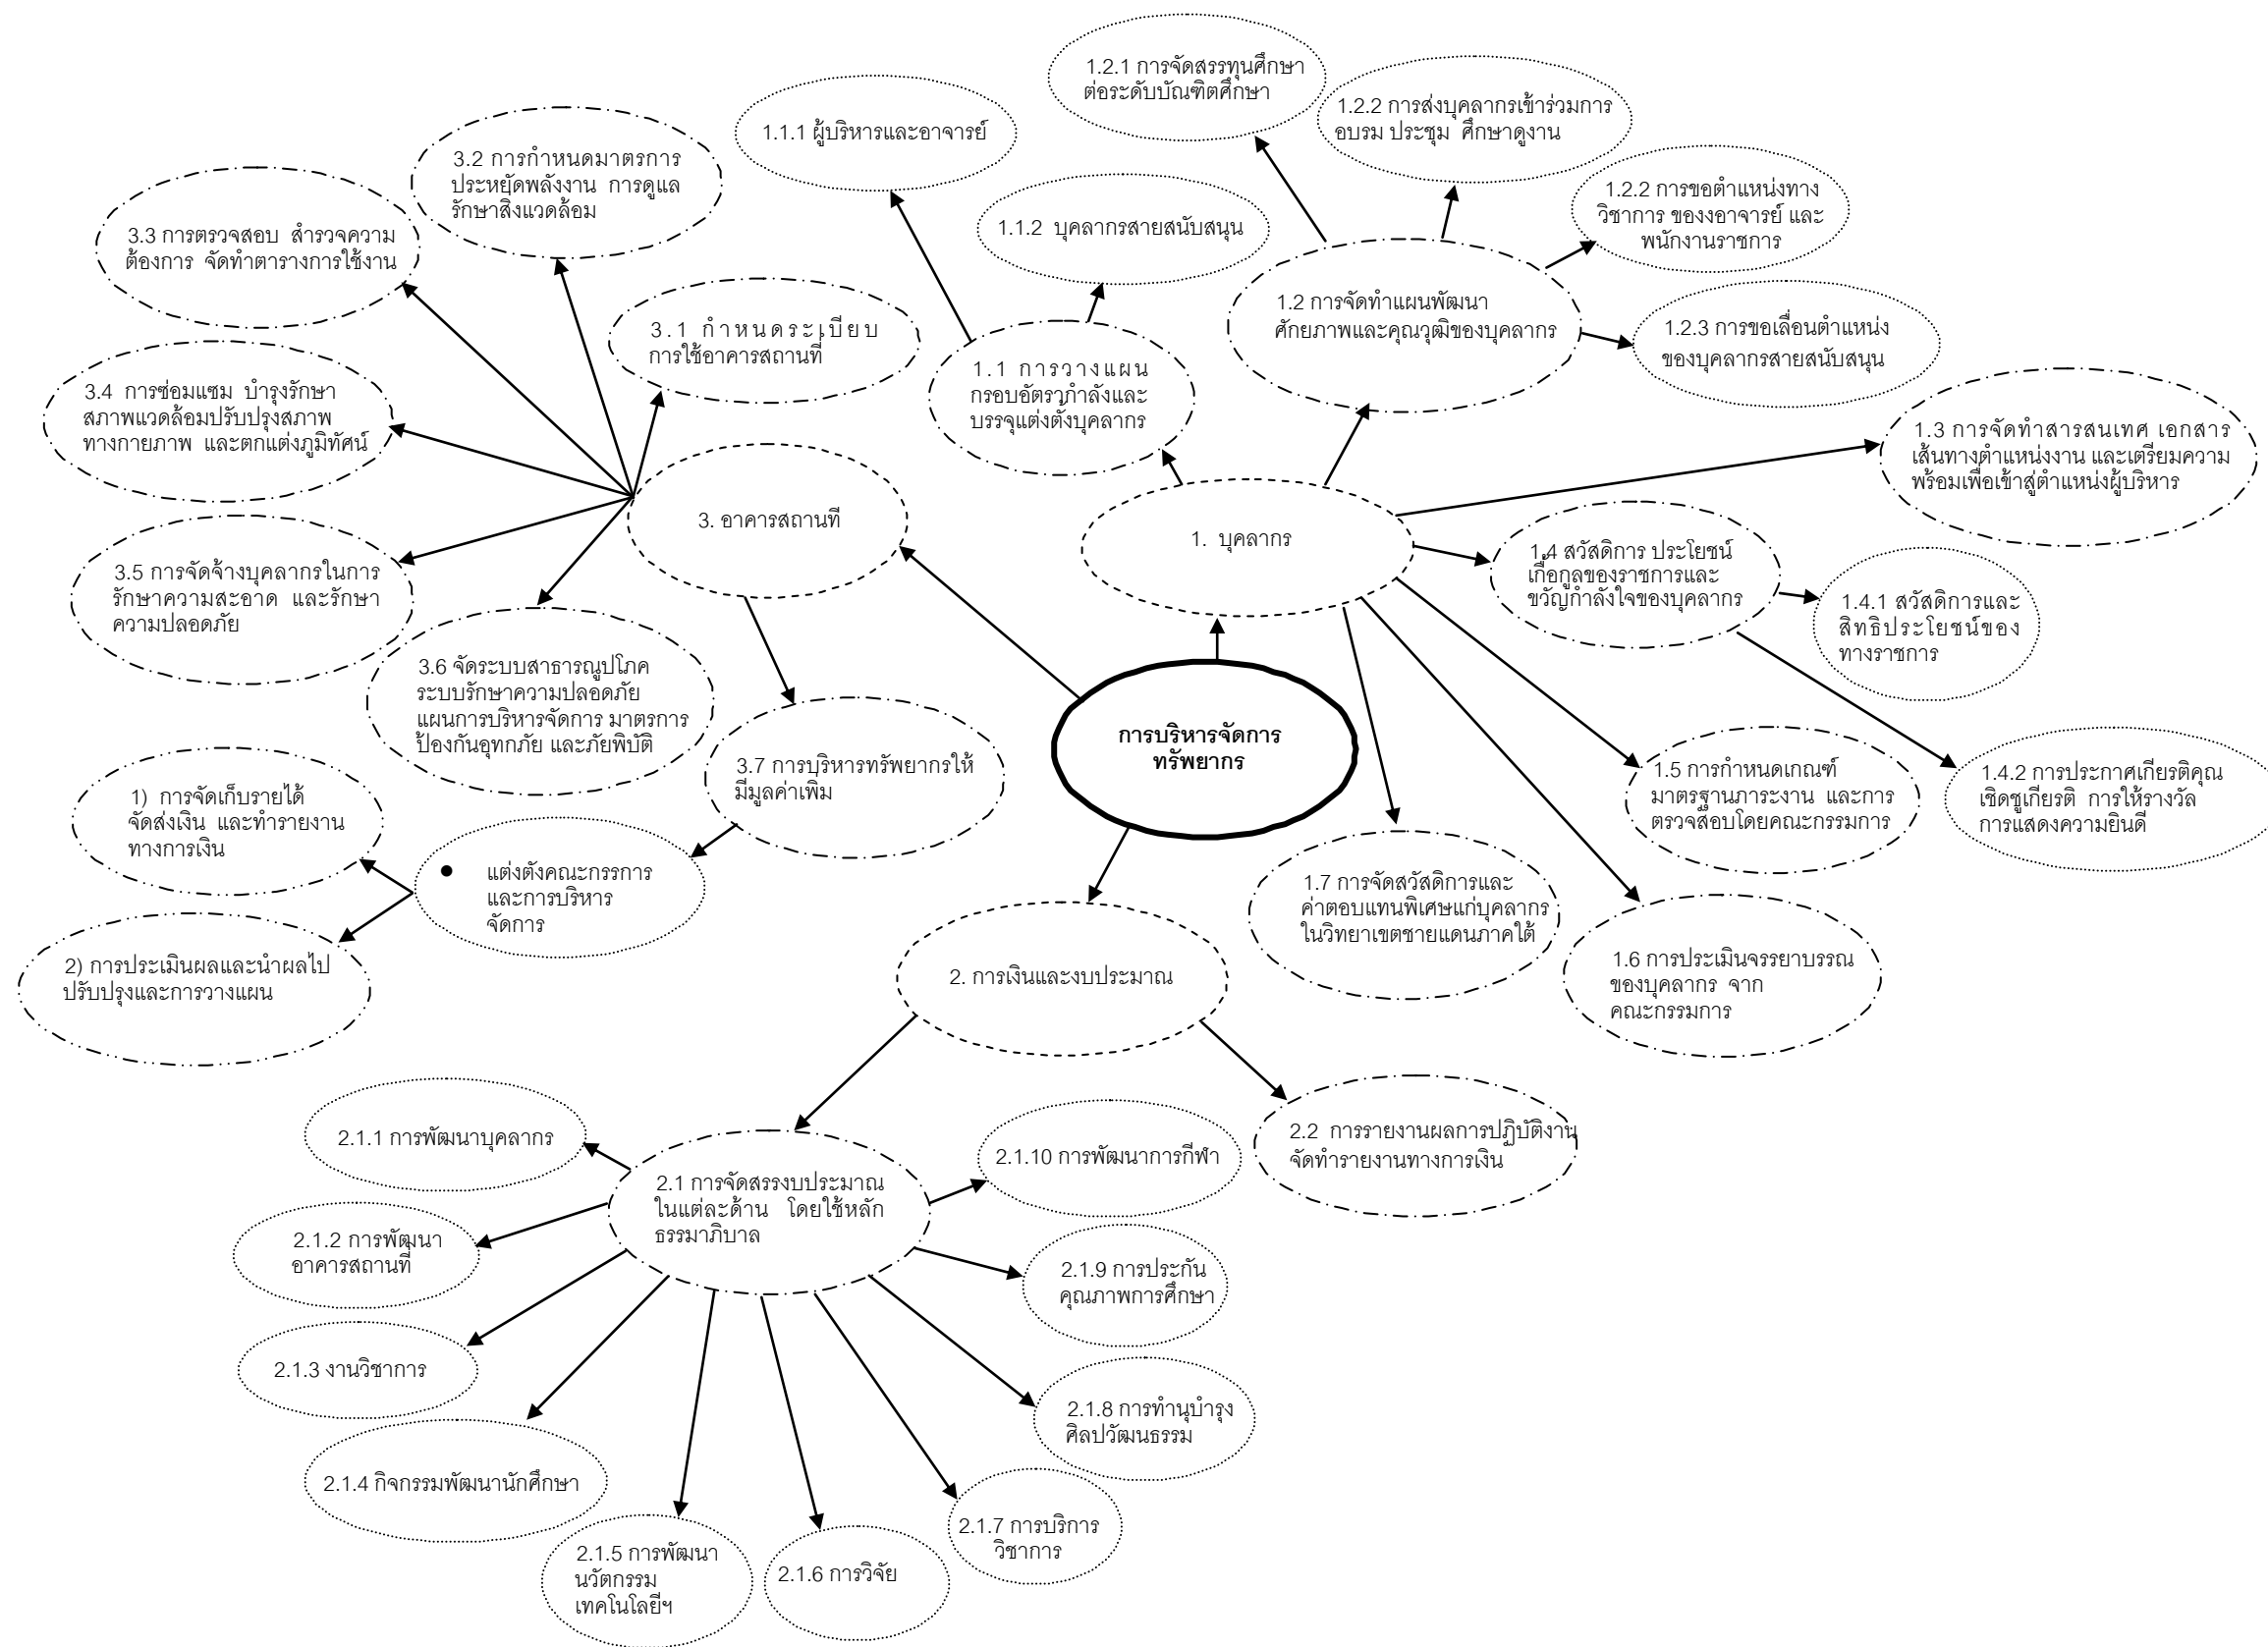 การบริหารจัดการ
ทรัพยากร
1. บุคลากร
1.1 การวางแผน
กรอบอัตรากำลังและ
บรรจุแต่งตั้งบุคลากร
1.1.1 ผู้บริหารและอาจารย์
1.1.2 บุคลากรสายสนับสนุน
1.2 การจัดทำแผนพัฒนา
ศักยภาพและคุณวุฒิของบุคลากร
1.2.1 การจัดสรรทุนศึกษา
ต่อระดับบัณฑิตศึกษา
1.2.2 การส่งบุคลากรเข้าร่วมการ
อบรม ประชุม ศึกษาดูงาน
1.2.2 การขอตำแหน่งทาง
วิชาการ ของงอาจารย์ และ
พนักงานราชการ
1.2.3 การขอเลื่อนตำแหน่ง
ของบุคลากรสายสนับสนุน
1.3 การจัดทำสารสนเทศ เอกสาร
เส้นทางตำแหน่งงาน และเตรียมความ
พร้อมเพื่อเข้าสู่ตำแหน่งผู้บริหาร
1.4 สวัสดิการ ประโยชน์
เกื้อกูลของราชการและ
ขวัญกำลังใจของบุคลากร
1.4.1 สวัสดิการและ
สิทธิประโยชน์ของ
ทางราชการ
1.4.2 การประกาศเกียรติคุณ
เชิดชูเกียรติ การให้รางวัล
การแสดงความยินดี
1.5 การกำหนดเกณฑ์
มาตรฐานภาระงาน และการ
ตรวจสอบโดยคณะกรรมการ
1.6 การประเมินจรรยาบรรณ
ของบุคลากร จาก
คณะกรรมการ
1.7 การจัดสวัสดิการและ
ค่าตอบแทนพิเศษแก่บุคลากร
ในวิทยาเขตชายแดนภาคใต้
2. การเงินและงบประมาณ
2.1 การจัดสรรงบประมาณ
ในแต่ละด้าน โดยใช้หลัก
ธรรมาภิบาล
2.1.1 การพัฒนาบุคลากร
2.1.2 การพัฒนา
อาคารสถานที่
2.1.3 งานวิชาการ
2.1.4 กิจกรรมพัฒนานักศึกษา
2.1.5 การพัฒนา
นวัตกรรม
เทคโนโลยีฯ
2.1.6 การวิจัย
2.1.7 การบริการ
วิชาการ
2.1.8 การทำนุบำรุง
ศิลปวัฒนธรรม
2.1.9 การประกัน
คุณภาพการศึกษา
2.1.10 การพัฒนาการกีฬา
2.2 การรายงานผลการปฏิบัติงาน
จัดทำรายงานทางการเงิน
3. อาคารสถานที่
3.1 กำหนดระเบียบ
การใช้อาคารสถานที่
3.2 การกำหนดมาตรการ
ประหยัดพลังงาน การดูแล
รักษาสิ่งแวดล้อม
3.3 การตรวจสอบ สำรวจความ
ต้องการ จัดทำตารางการใช้งาน
3.4 การซ่อมแซม บำรุงรักษา
สภาพแวดล้อมปรับปรุงสภาพ
ทางกายภาพ และตกแต่งภูมิทัศน์
3.5 การจัดจ้างบุคลากรในการ
รักษาความสะอาด และรักษา
ความปลอดภัย
3.6 จัดระบบสาธารณูปโภค
ระบบรักษาความปลอดภัย
แผนการบริหารจัดการ มาตรการ
ป้องกันอุทกภัย และภัยพิบัติ
3.7 การบริหารทรัพยากรให้
มีมูลค่าเพิ่ม
● แต่งตั้งคณะกรรการ
และการบริหาร
จัดการ
1) การจัดเก็บรายได้
จัดส่งเงิน และทำรายงาน
ทางการเงิน
2) การประเมินผลและนำผลไป
ปรับปรุงและการวางแผน